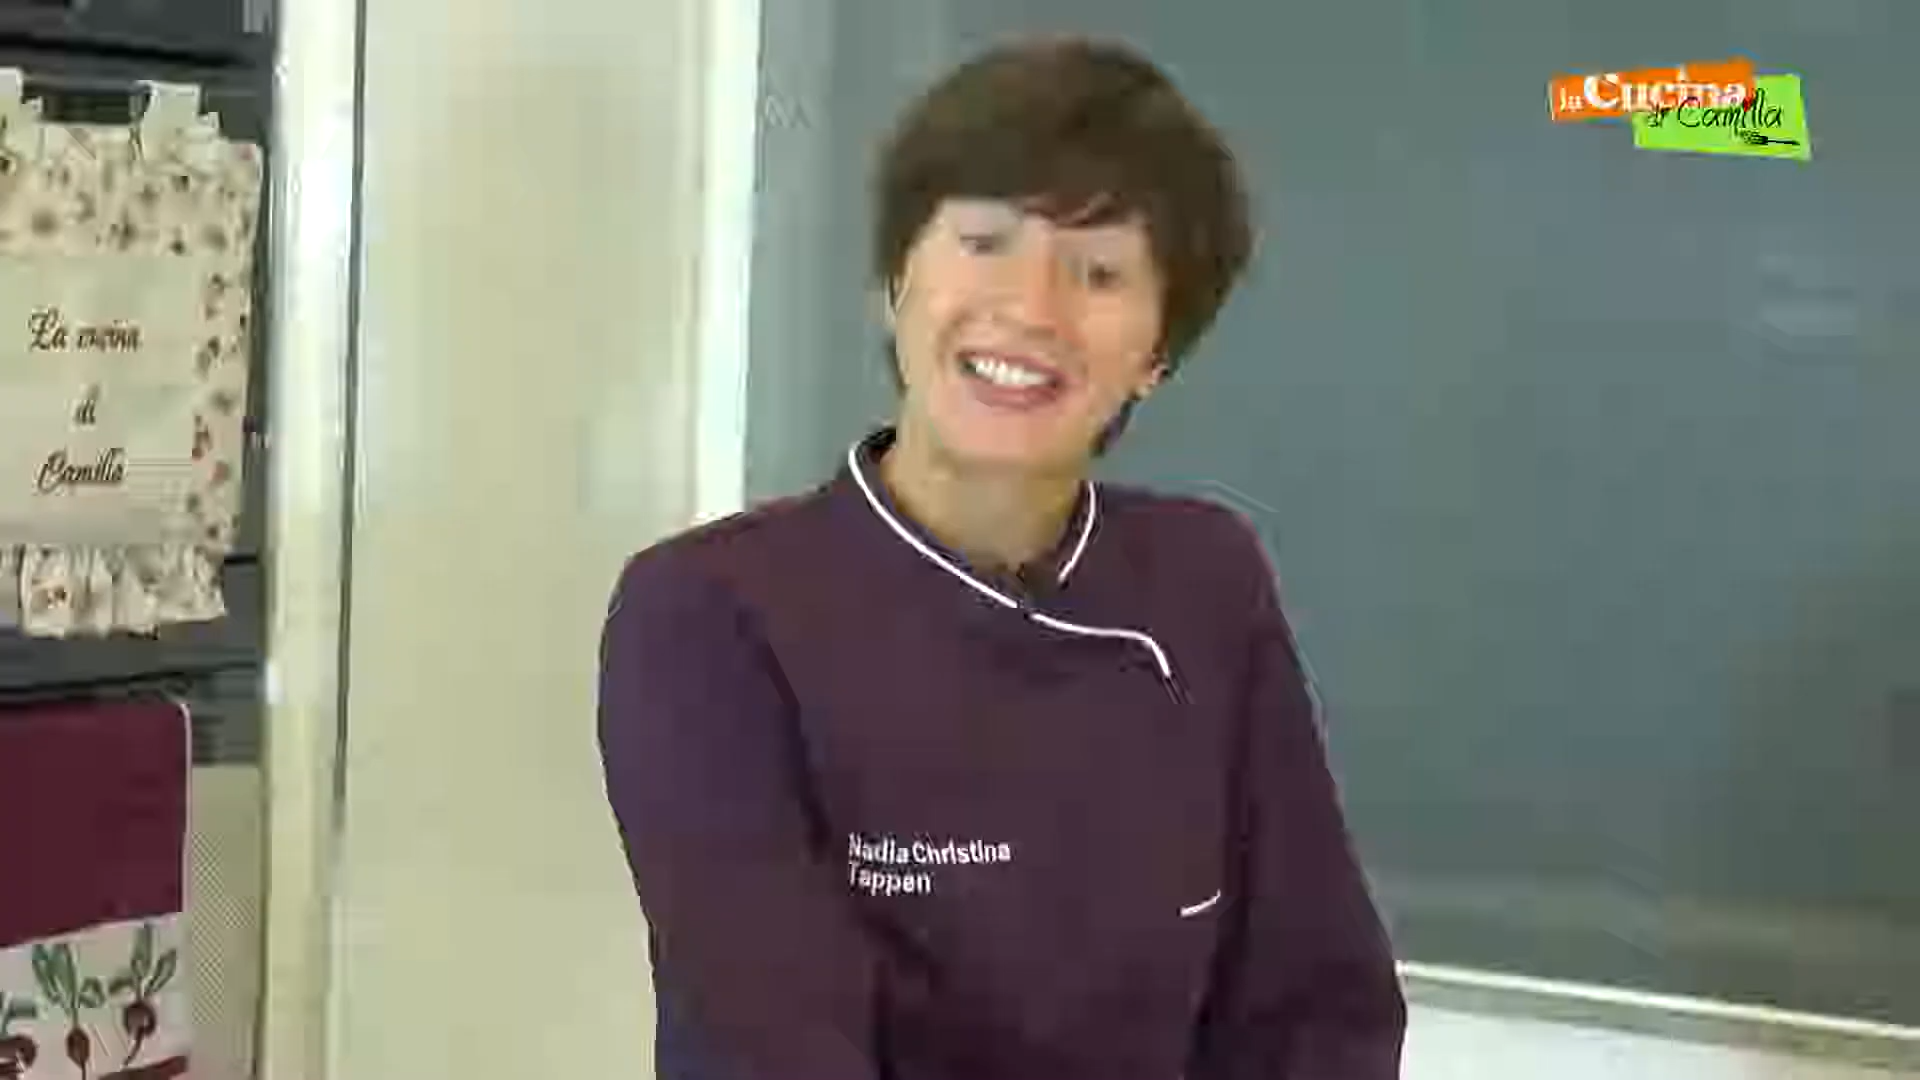 la Cucina
di Camilla
La cucina
di
Camilla
Nadia Christina
Tappen